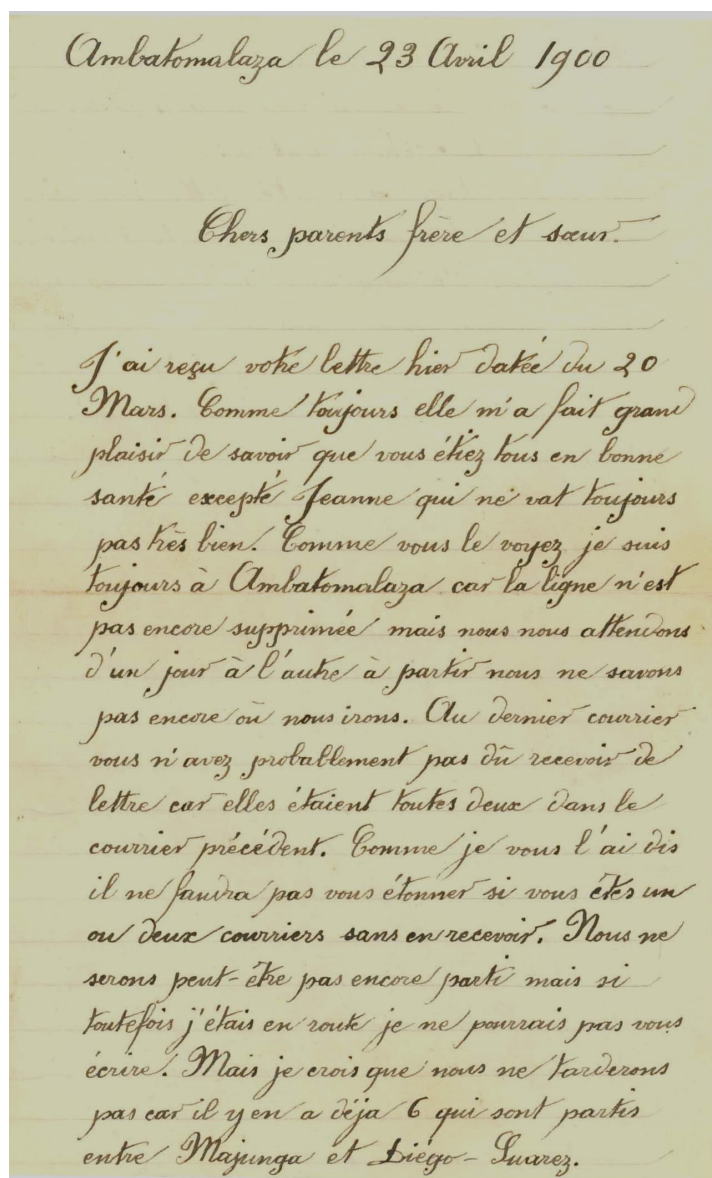 Ambatomalaza le 23 Avril 1900
Chers parents frère et sœur.
J'ai reçu votre lettre hier datée du 20
Mars. Comme toujours elle m'a fait grand
plaisir de savoir que vous étiez tous en bonne
santé excepté Jeanne qui ne vat toujours
pas très bien. Comme vous le voyez je suis
toujours à Ambatomalaza car la ligne n'est
pas encore supprimée mais nous nous attendons
d'un jour à l'autre à partir nous ne savons
pas encore où nous irons. Au dernier courrier
vous n'avez probablement pas dû recevoir de
lettre car elles étaient toutes deux dans le
courrier précédent. Comme je vous l'ai dis
il ne faudra pas vous étonner si vous êtes un
ou deux courriers sans en recevoir. Nous ne
serons peut-être pas encore parti mais si
toutefois j'étais en route je ne pourrais pas vous
écrire. Mais je crois que nous ne tarderons
pas car il y en a déja 6 qui sont partis
entre Majunga et Diégo-Suarez.